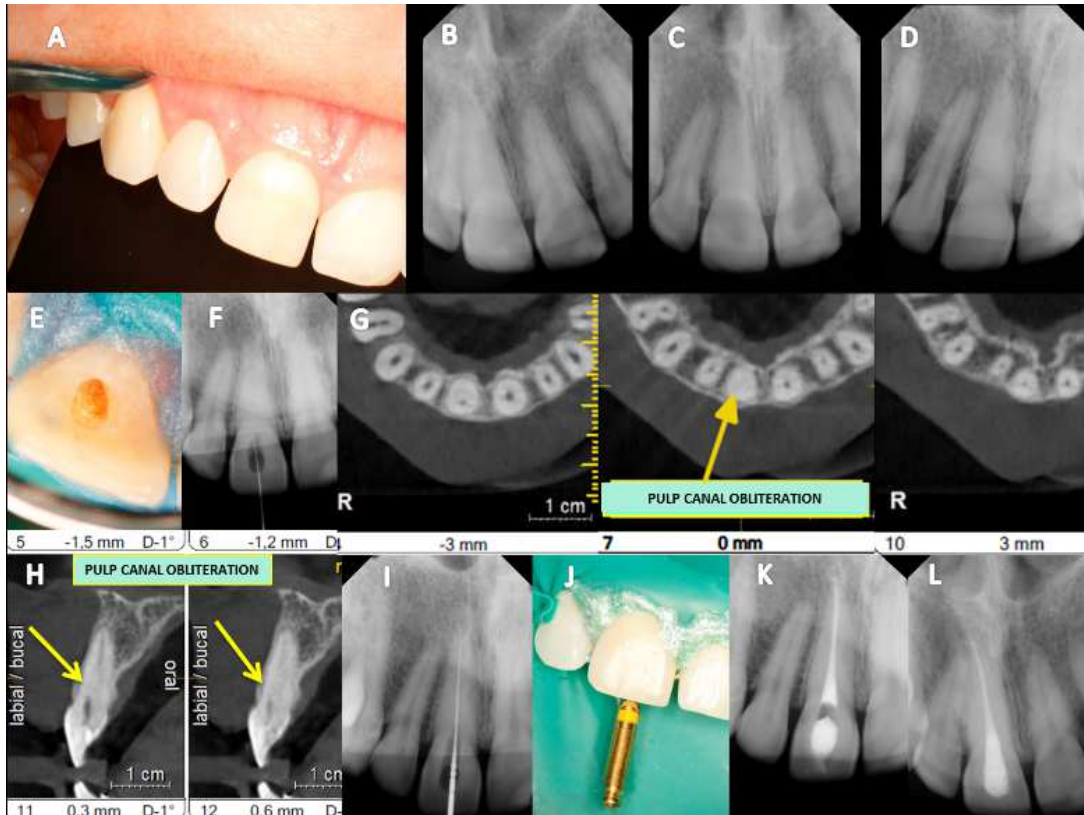 A
B
C
D
E
5 -1,5 mm D-1°
F
6 -1,2 mm D
G
R
1 cm
-3 mm
PULP CANAL OBLITERATION
7 0 mm
R
10 3 mm
H
PULP CANAL OBLITERATION
labial / bucal
oral
1 cm
11 0.3 mm D-1°
labial / bucal
1 cm
12 0.6 mm D-1°
I
J
K
L